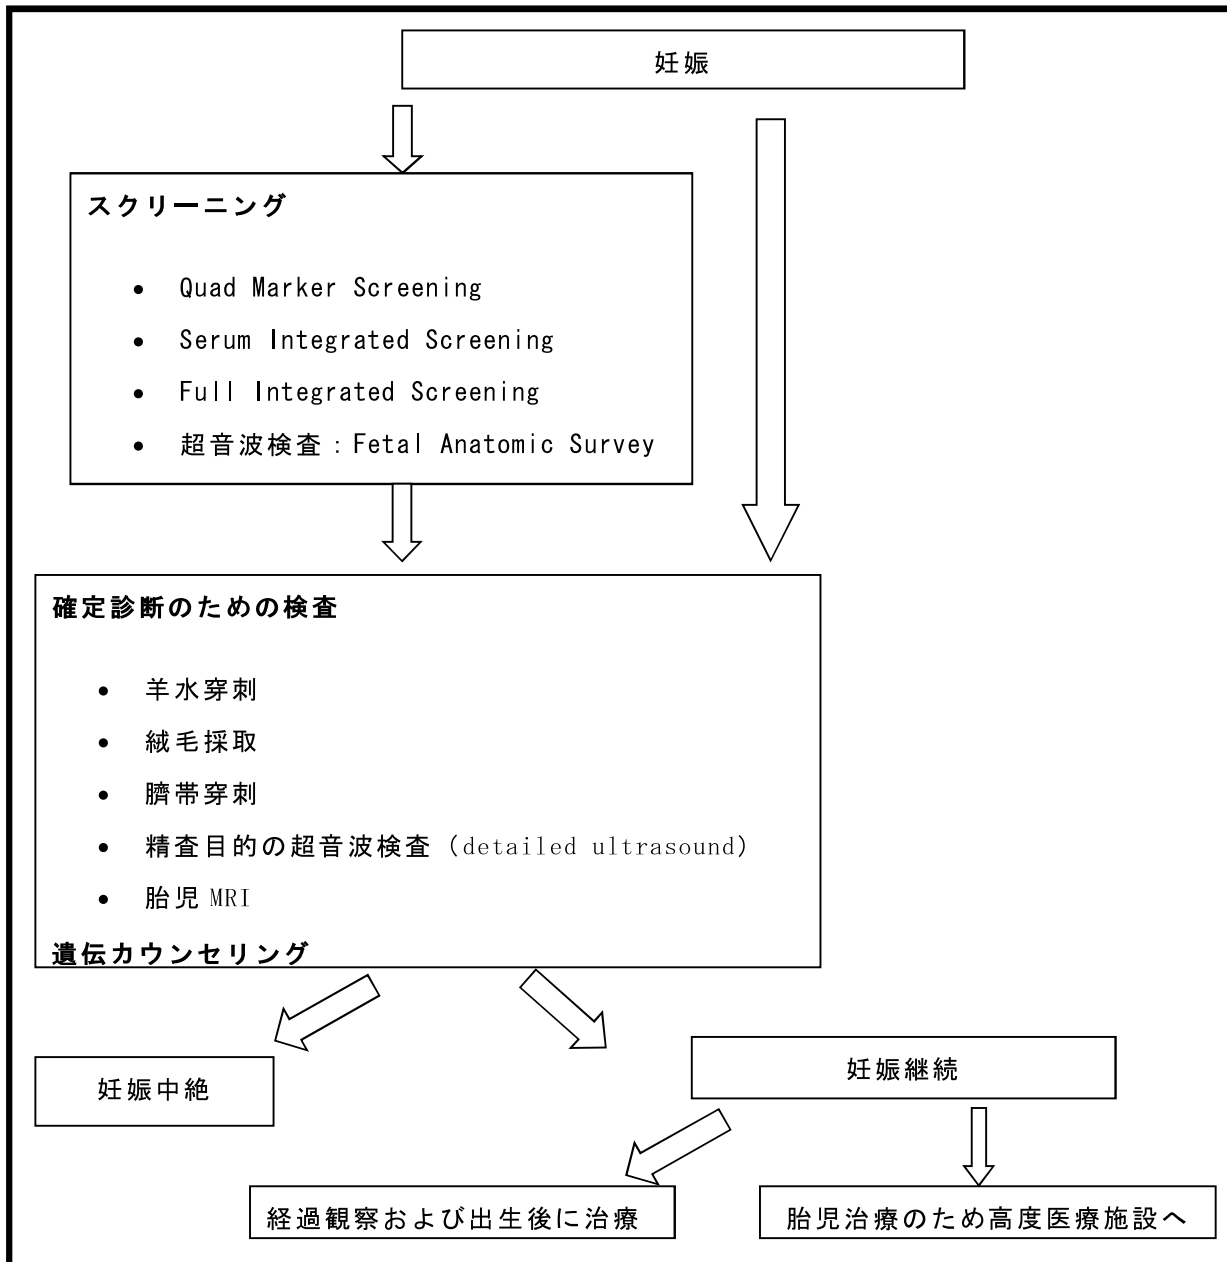 妊娠
スクリーニング
• Quad Marker Screening
• Serum Integrated Screening
• Full Integrated Screening
• 超音波検査：Fetal Anatomic Survey
確定診断のための検査
• 羊水穿刺
• 絨毛採取
• 臍帯穿刺
• 精査目的の超音波検査（detailed ultrasound）
• 胎児 MRI
遺伝カウンセリング
妊娠中絶
妊娠継続
経過観察および出生後に治療
胎児治療のため高度医療施設へ